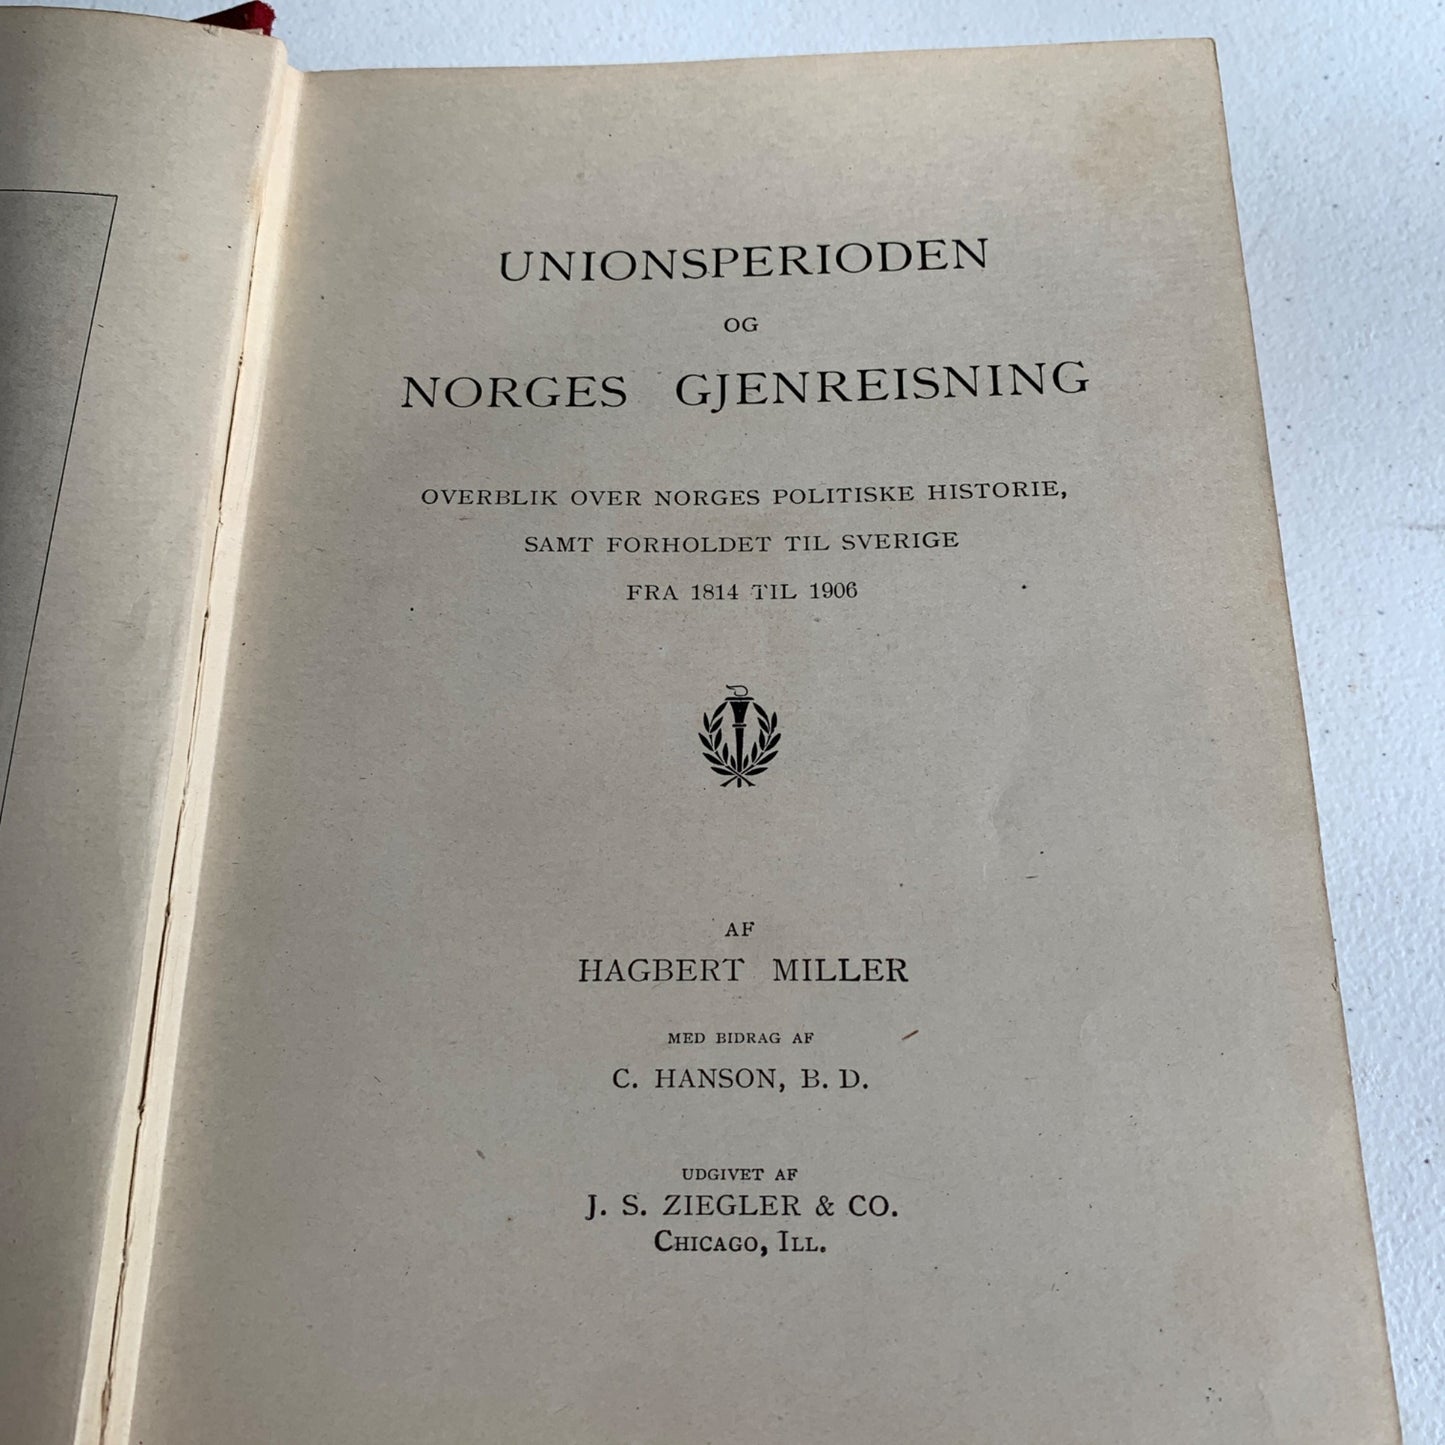 UNIONSPERIODEN
OG
NORGES GJENREISNING
OVERBLIK OVER NORGES POLITISKE HISTORIE,
SAMT FORHOLDET TIL SVERIGE
FRA 1814 TIL 1906
AF
HAGBERT MILLER
MED BIDRAG AF
C. HANSON, B. D.
UDGIVET AF
J. S. ZIEGLER & CO.
CHICAGO, ILL.